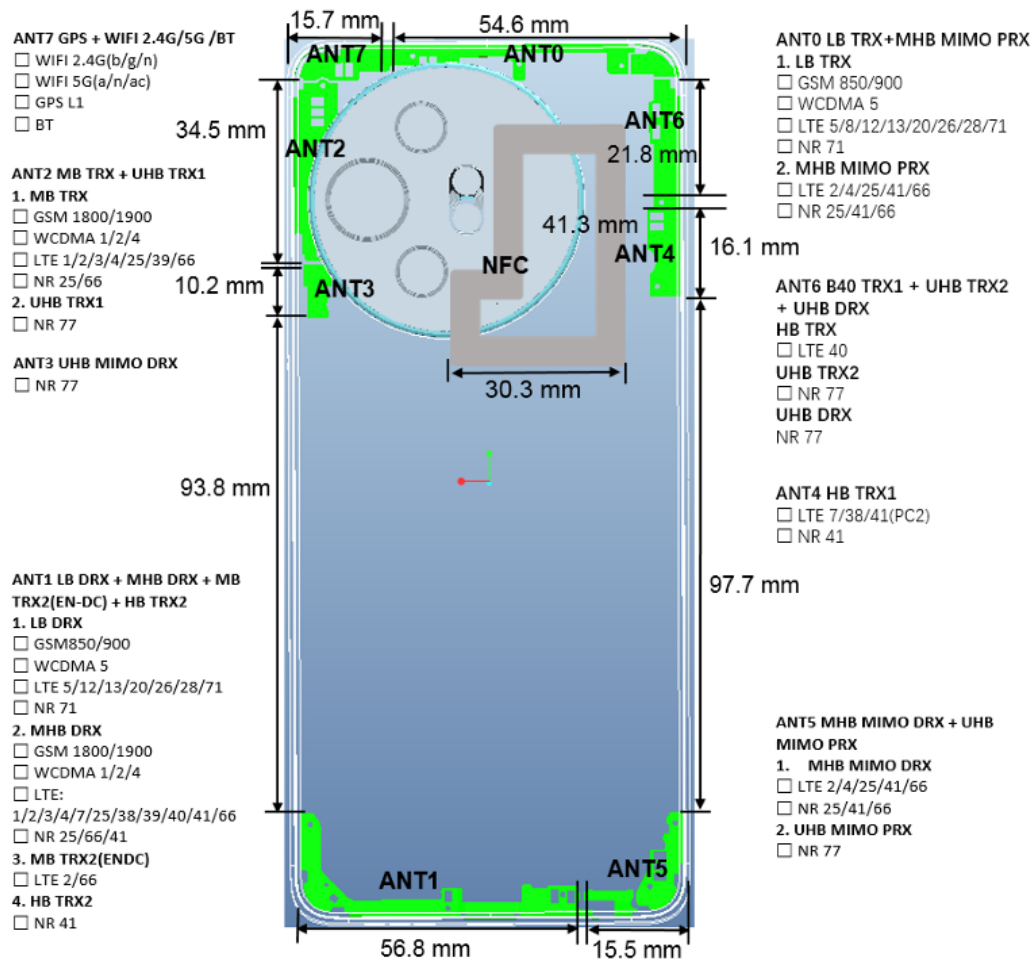 ANT7 GPS + WIFI 2.4G/5G /BT
☐ WIFI 2.4G(b/g/n)
☐ WIFI 5G(a/n/ac)
☐ GPS L1
☐ BT
ANT2 MB TRX + UHB TRX1
1. MB TRX
☐ GSM 1800/1900
☐ WCDMA 1/2/4
☐ LTE 1/2/3/4/25/39/66
☐ NR 25/66
2. UHB TRX1
☐ NR 77
ANT3 UHB MIMO DRX
☐ NR 77
ANT1 LB DRX + MHB DRX + MB
TRX2(EN-DC) + HB TRX2
1. LB DRX
☐ GSM850/900
☐ WCDMA 5
☐ LTE 5/12/13/20/26/28/71
☐ NR 71
2. MHB DRX
☐ GSM 1800/1900
☐ WCDMA 1/2/4
☐ LTE:
1/2/3/4/7/25/38/39/40/41/66
☐ NR 25/66/41
3. MB TRX2(ENDC)
☐ LTE 2/66
4. HB TRX2
☐ NR 41
15.7 mm
54.6 mm
ANT7
ANT0
34.5 mm
ANT2
ANT6
21.8 mm
41.3 mm
16.1 mm
ANT4
NFC
10.2 mm
ANT3
30.3 mm
93.8 mm
97.7 mm
ANT1
ANT5
56.8 mm
15.5 mm
ANT0 LB TRX+MHB MIMO PRX
1. LB TRX
☐ GSM 850/900
☐ WCDMA 5
☐ LTE 5/8/12/13/20/26/28/71
☐ NR 71
2. MHB MIMO PRX
☐ LTE 2/4/25/41/66
☐ NR 25/41/66
ANT6 B40 TRX1 + UHB TRX2
+ UHB DRX
HB TRX
☐ LTE 40
UHB TRX2
☐ NR 77
UHB DRX
NR 77
ANT4 HB TRX1
☐ LTE 7/38/41(PC2)
☐ NR 41
ANT5 MHB MIMO DRX + UHB
MIMO PRX
1. MHB MIMO DRX
☐ LTE 2/4/25/41/66
☐ NR 25/41/66
2. UHB MIMO PRX
☐ NR 77